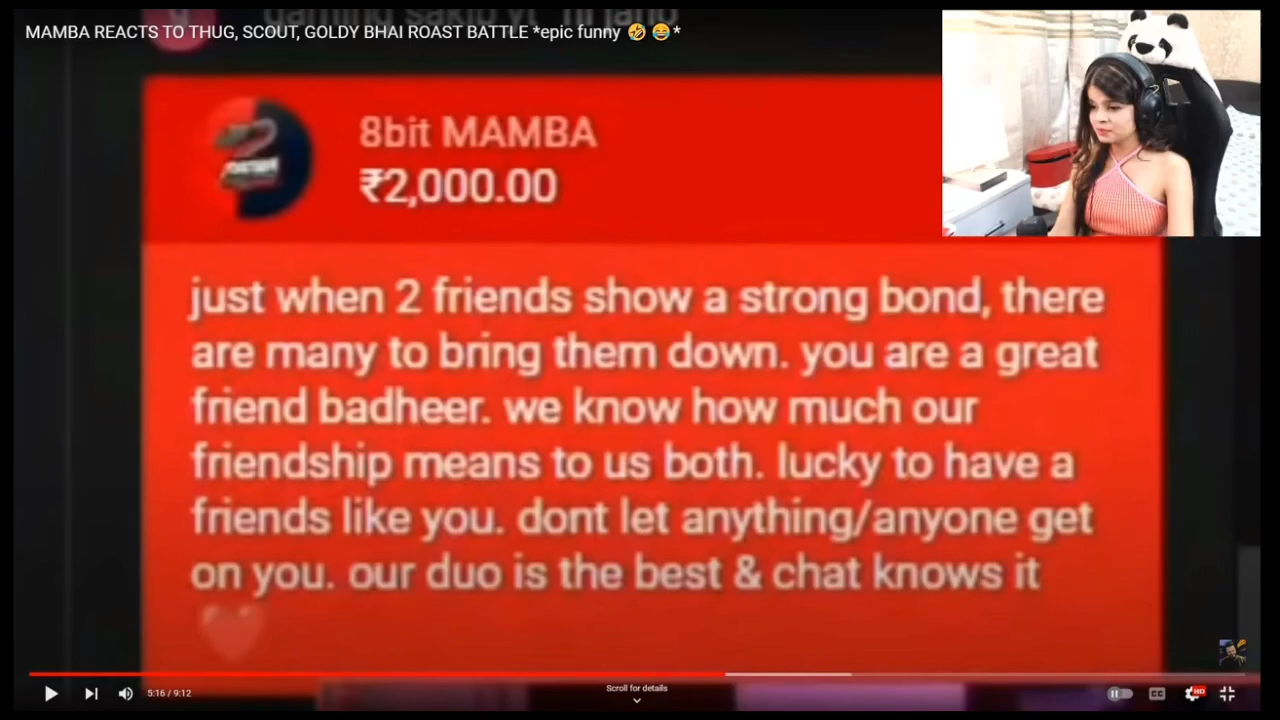 MAMBA REACTS TO THUG, SCOUT, GOLDY BHAI ROAST BATTLE *epic funny 🤣 😂*
8bit MAMBA
₹2,000.00
just when 2 friends show a strong bond, there
are many to bring them down. you are a great
friend badheer. we know how much our
friendship means to us both. lucky to have a
friends like you. dont let anything/anyone get
on you. our duo is the best & chat knows it
5:16 / 9:12
Scroll for details
CC
HD